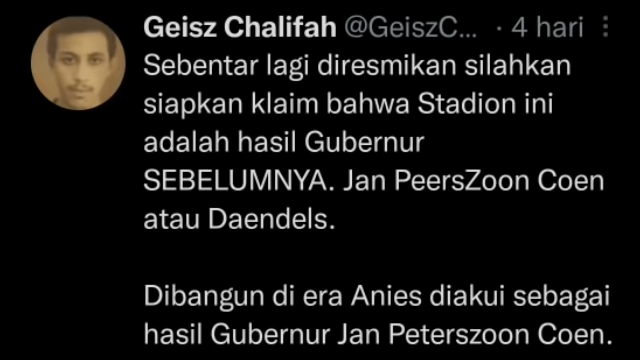 Geisz Chalifah @GeiszC... · 4 hari
Sebentar lagi diresmikan silahkan
siapkan klaim bahwa Stadion ini
adalah hasil Gubernur
SEBELUMNYA. Jan PeersZoon Coen
atau Daendels.
Dibangun di era Anies diakui sebagai
hasil Gubernur Jan Peterszoon Coen.